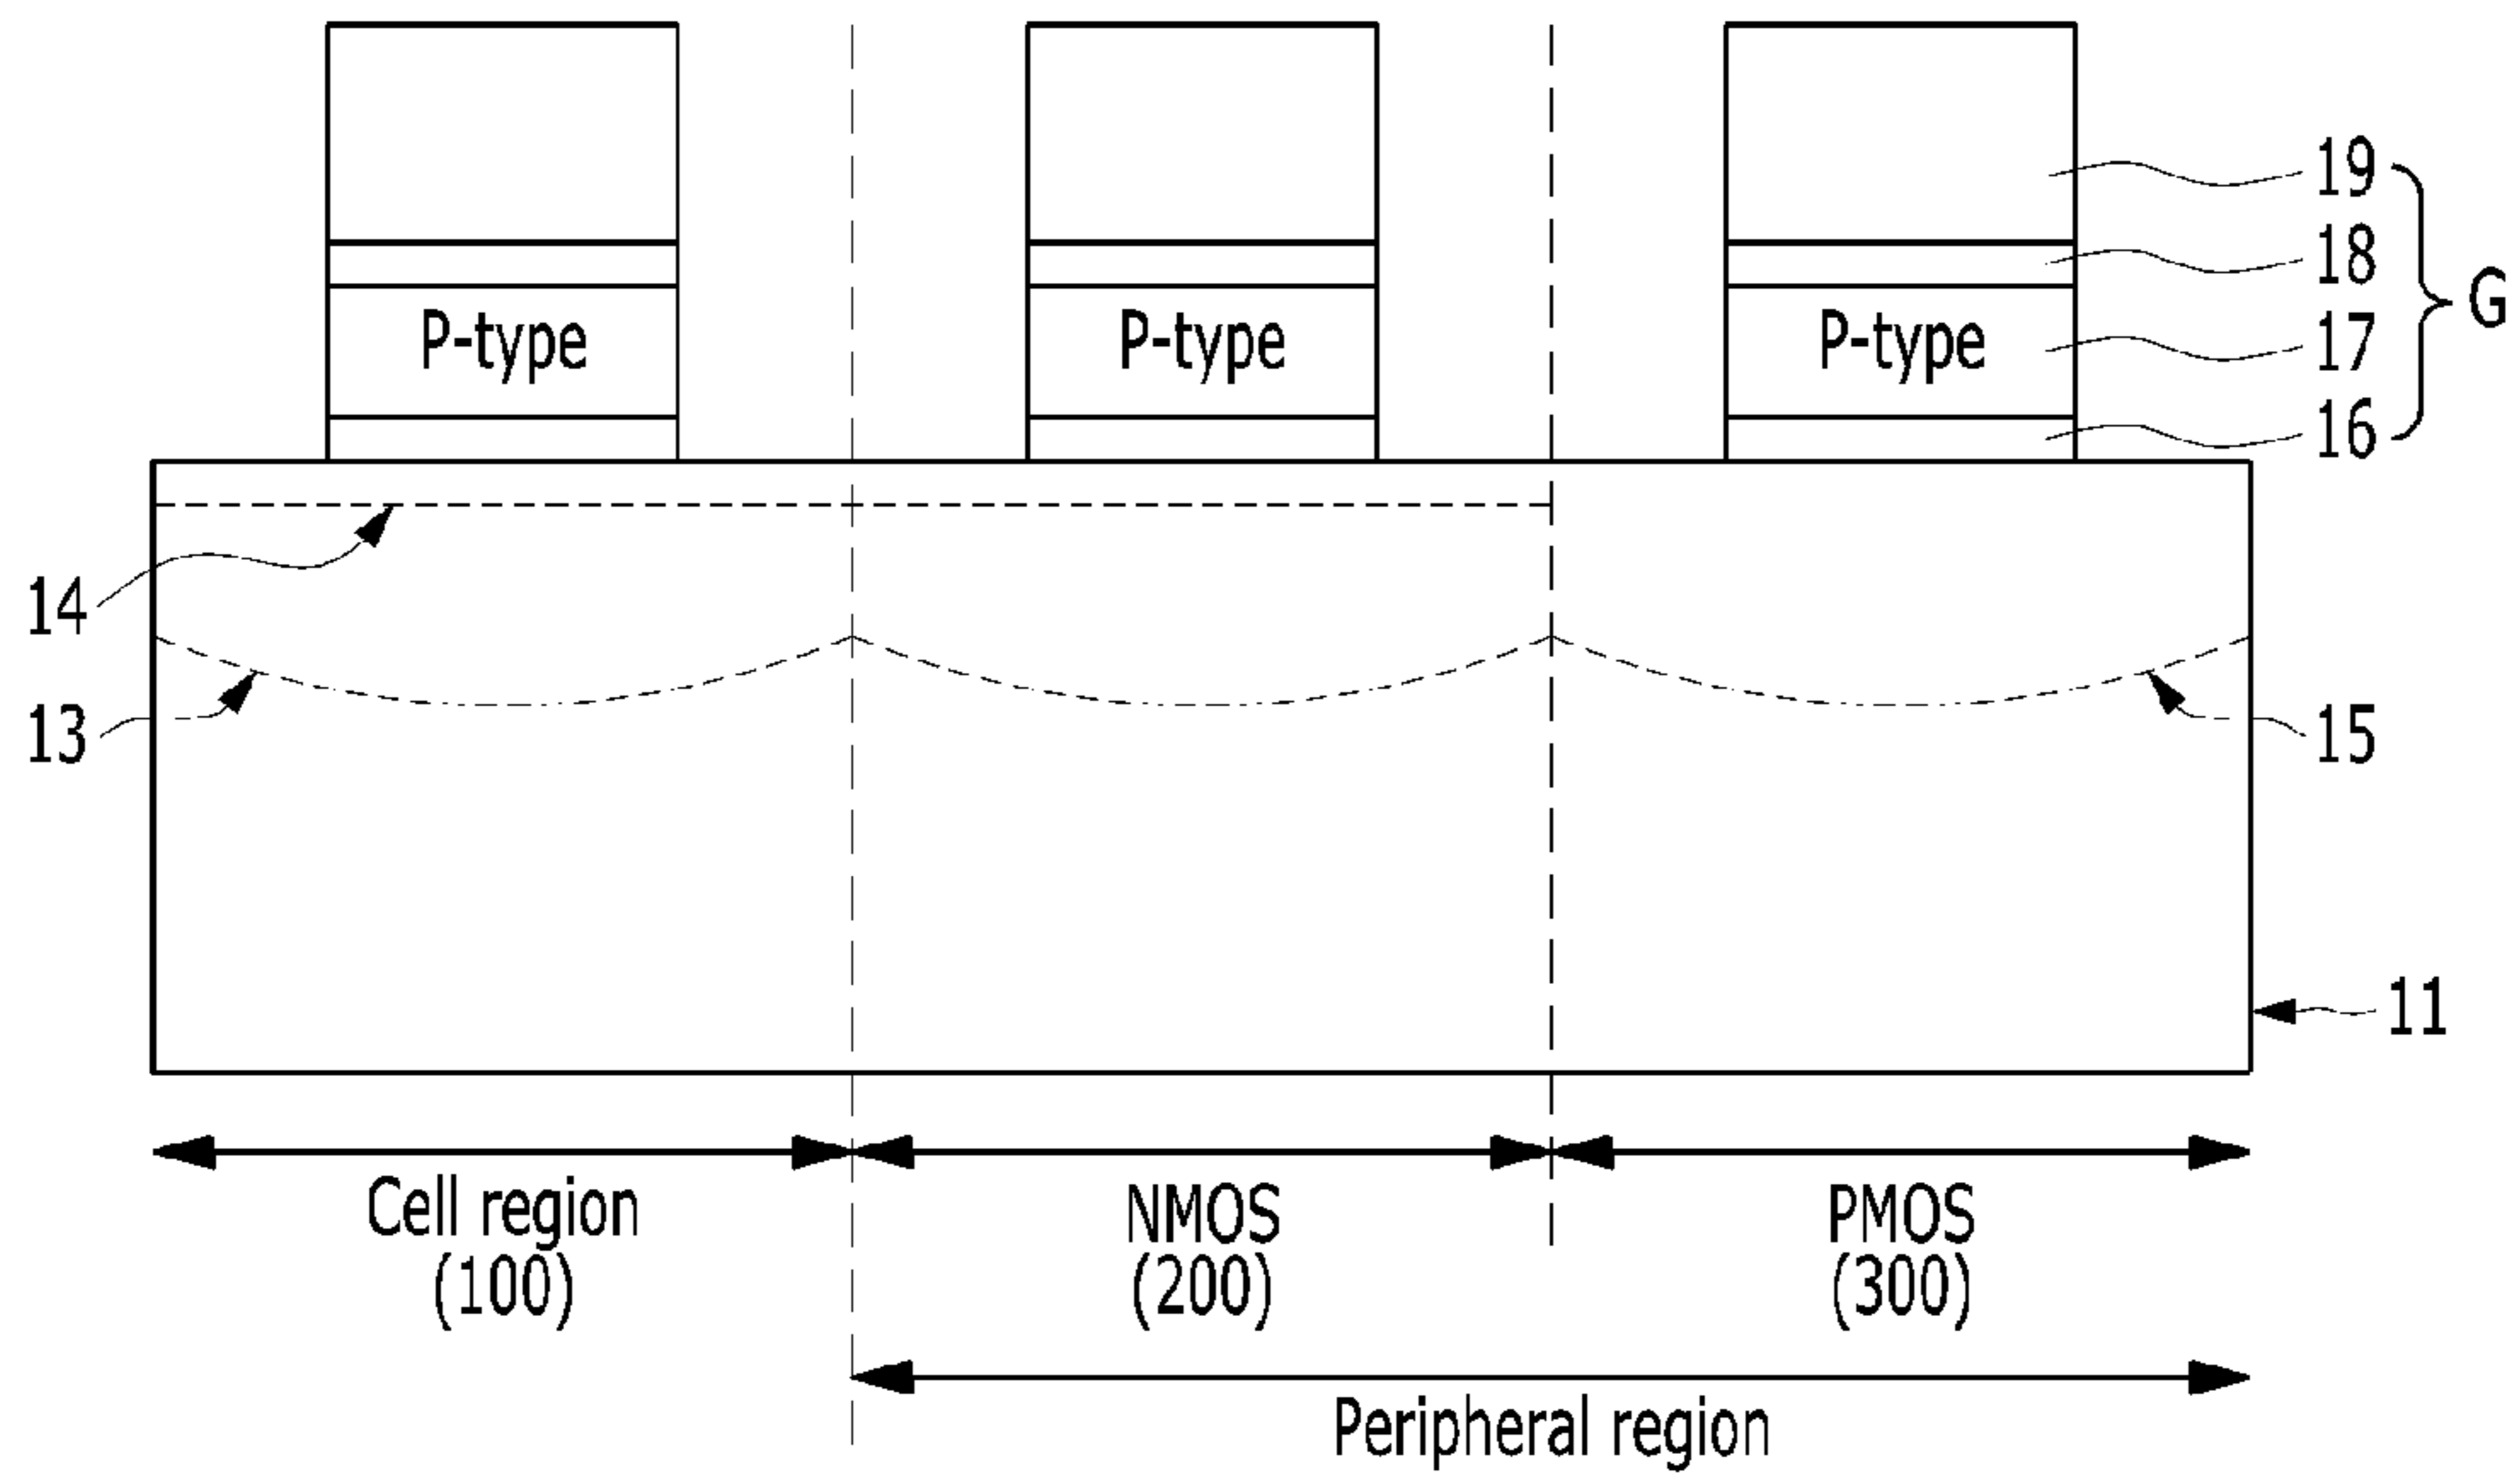 19
18
G
P-type P-type P-type 17
16
14
13 15
11
Cell region NMOS PMOS
(100) (200) (300)
Peripheral region